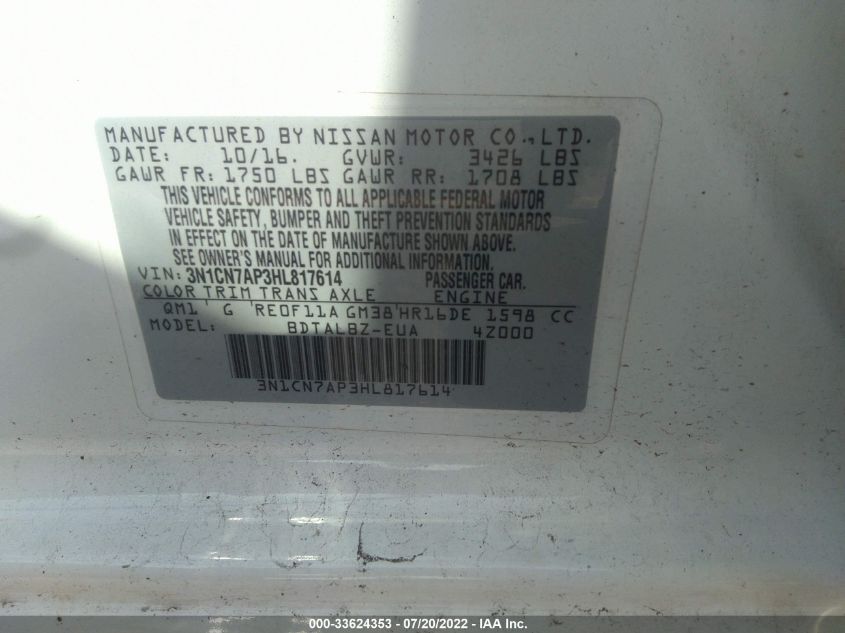 MANUFACTURED BY NISSAN MOTOR CO., LTD.
DATE: 10/16. GVWR: 3426 LBS
GAWR FR: 1750 LBS GAWR RR: 1708 LBS
THIS VEHICLE CONFORMS TO ALL APPLICABLE FEDERAL MOTOR
VEHICLE SAFETY, BUMPER AND THEFT PREVENTION STANDARDS
IN EFFECT ON THE DATE OF MANUFACTURE SHOWN ABOVE.
SEE OWNER'S MANUAL FOR ADDITIONAL INFORMATION.
VIN: 3N1CN7AP3HL817614 PASSENGER CAR.
COLOR TRIM TRANS AXLE ENGINE
QM1 ' G 'RE0F11A GM38'HR16DE 1598 CC
MODEL: BDTALBZ-EUA 4Z000
3N1CN7AP3HL817614
000-33624353 - 07/20/2022 - IAA Inc.